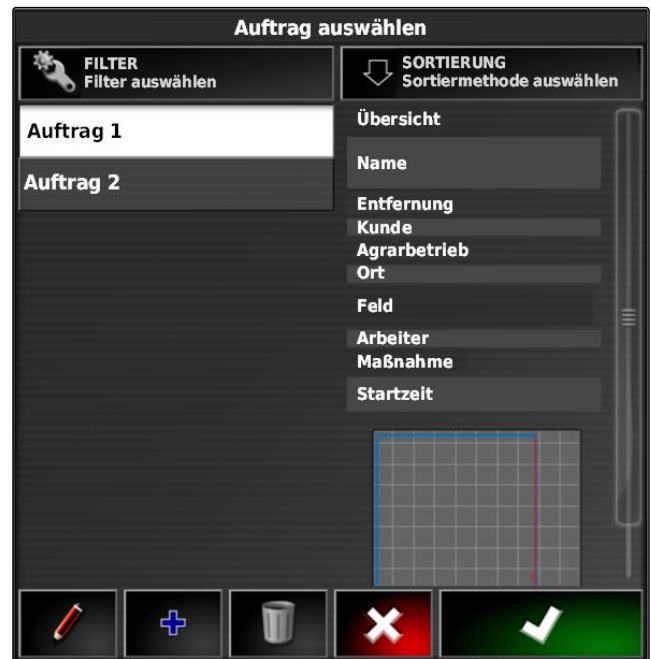 Auftrag auswählen
FILTER
Filter auswählen
SORTIERUNG
Sortiermethode auswählen
Auftrag 1
Auftrag 2
Übersicht
Name
Entfernung
Kunde
Agrarbetrieb
Ort
Feld
Arbeiter
Maßnahme
Startzeit